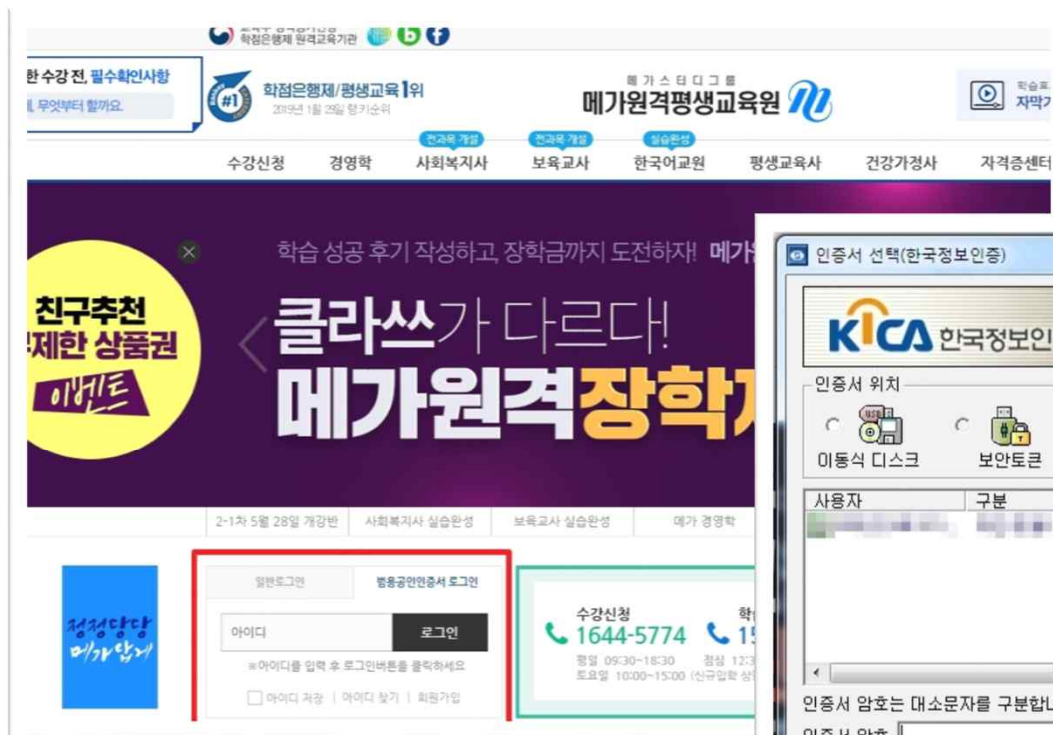 학점은행제 원격교육기관
한 수강 전, 필수확인사항
무엇부터 할까요.
#1
학점은행제/평생교육 1위
2019년 1월 29일 랭키순위
메가스터디그룹
메가원격평생교육원
자막기
전과목 개설
전과목 개설
실습완성
수강신청 경영학 사회복지사 보육교사 한국어교원 평생교육사 건강가정사 자격증센터
친구추천
제한 상품권
이벤트
학습 성공 후기 작성하고, 장학금까지 도전하자! 메가
클라쓰가 다르다!
메가원격장학
2-1차 5월 28일 개강반 사회복지사 실습완성 보육교사 실습완성 메가 경영학
정정당당
메가답게
일반로그인 범용공인인증서 로그인
아이디 로그인
※아이디를 입력 후 로그인버튼을 클릭하세요
아이디 저장 | 아이디 찾기 | 회원가입
수강신청
1644-5774
평일 09:30~18:30 점심 12:3
토요일 10:00~15:00 (신규입학 상
인증서 선택(한국정보인증)
KICA 한국정보인
인증서 위치
이동식 디스크 보안토큰
사용자 구분
인증서 암호는 대소문자를 구분합니
인증서 암호